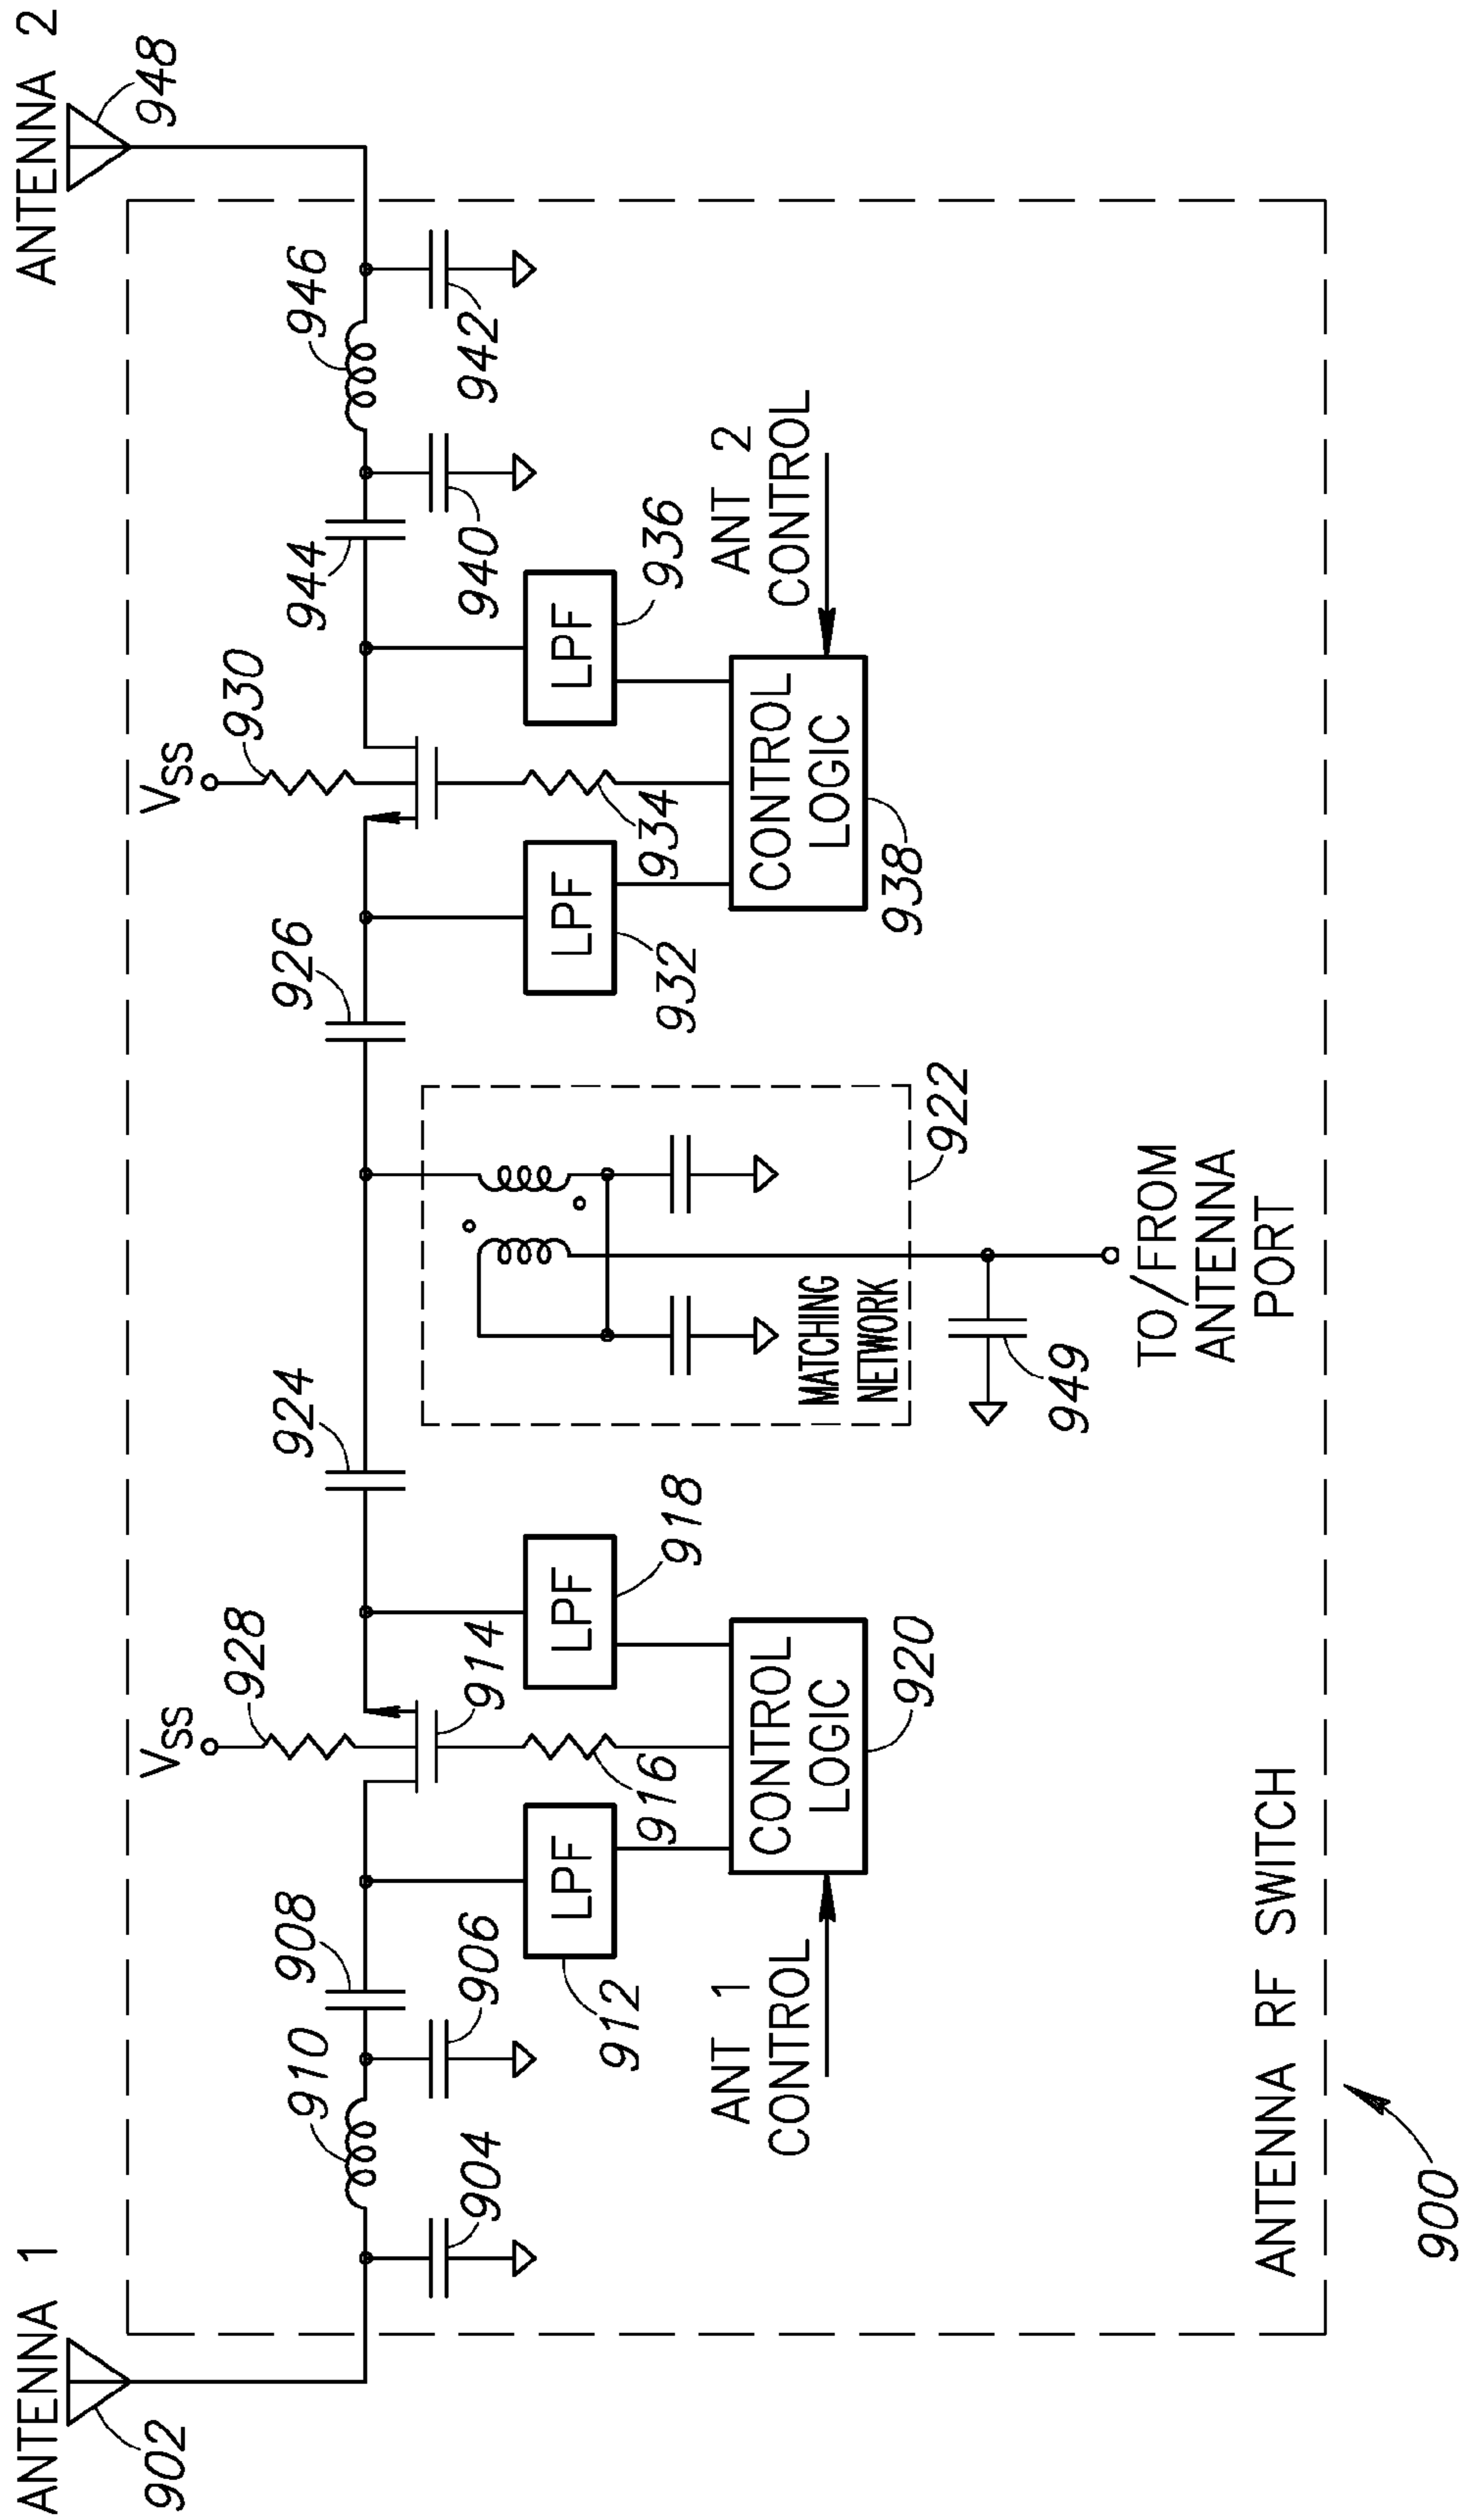 ANTENNA 1
ANTENNA 2
902
948
VSS
VSS
928
930
910
908
924
926
944
946
904
906
914
940
942
LPF
LPF
LPF
LPF
912
916
918
932
934
936
ANT 1
CONTROL
CONTROL
LOGIC
920
MATCHING
NETWORK
922
CONTROL
LOGIC
938
ANT 2
CONTROL
949
TO/FROM
ANTENNA
PORT
ANTENNA RF SWITCH
900